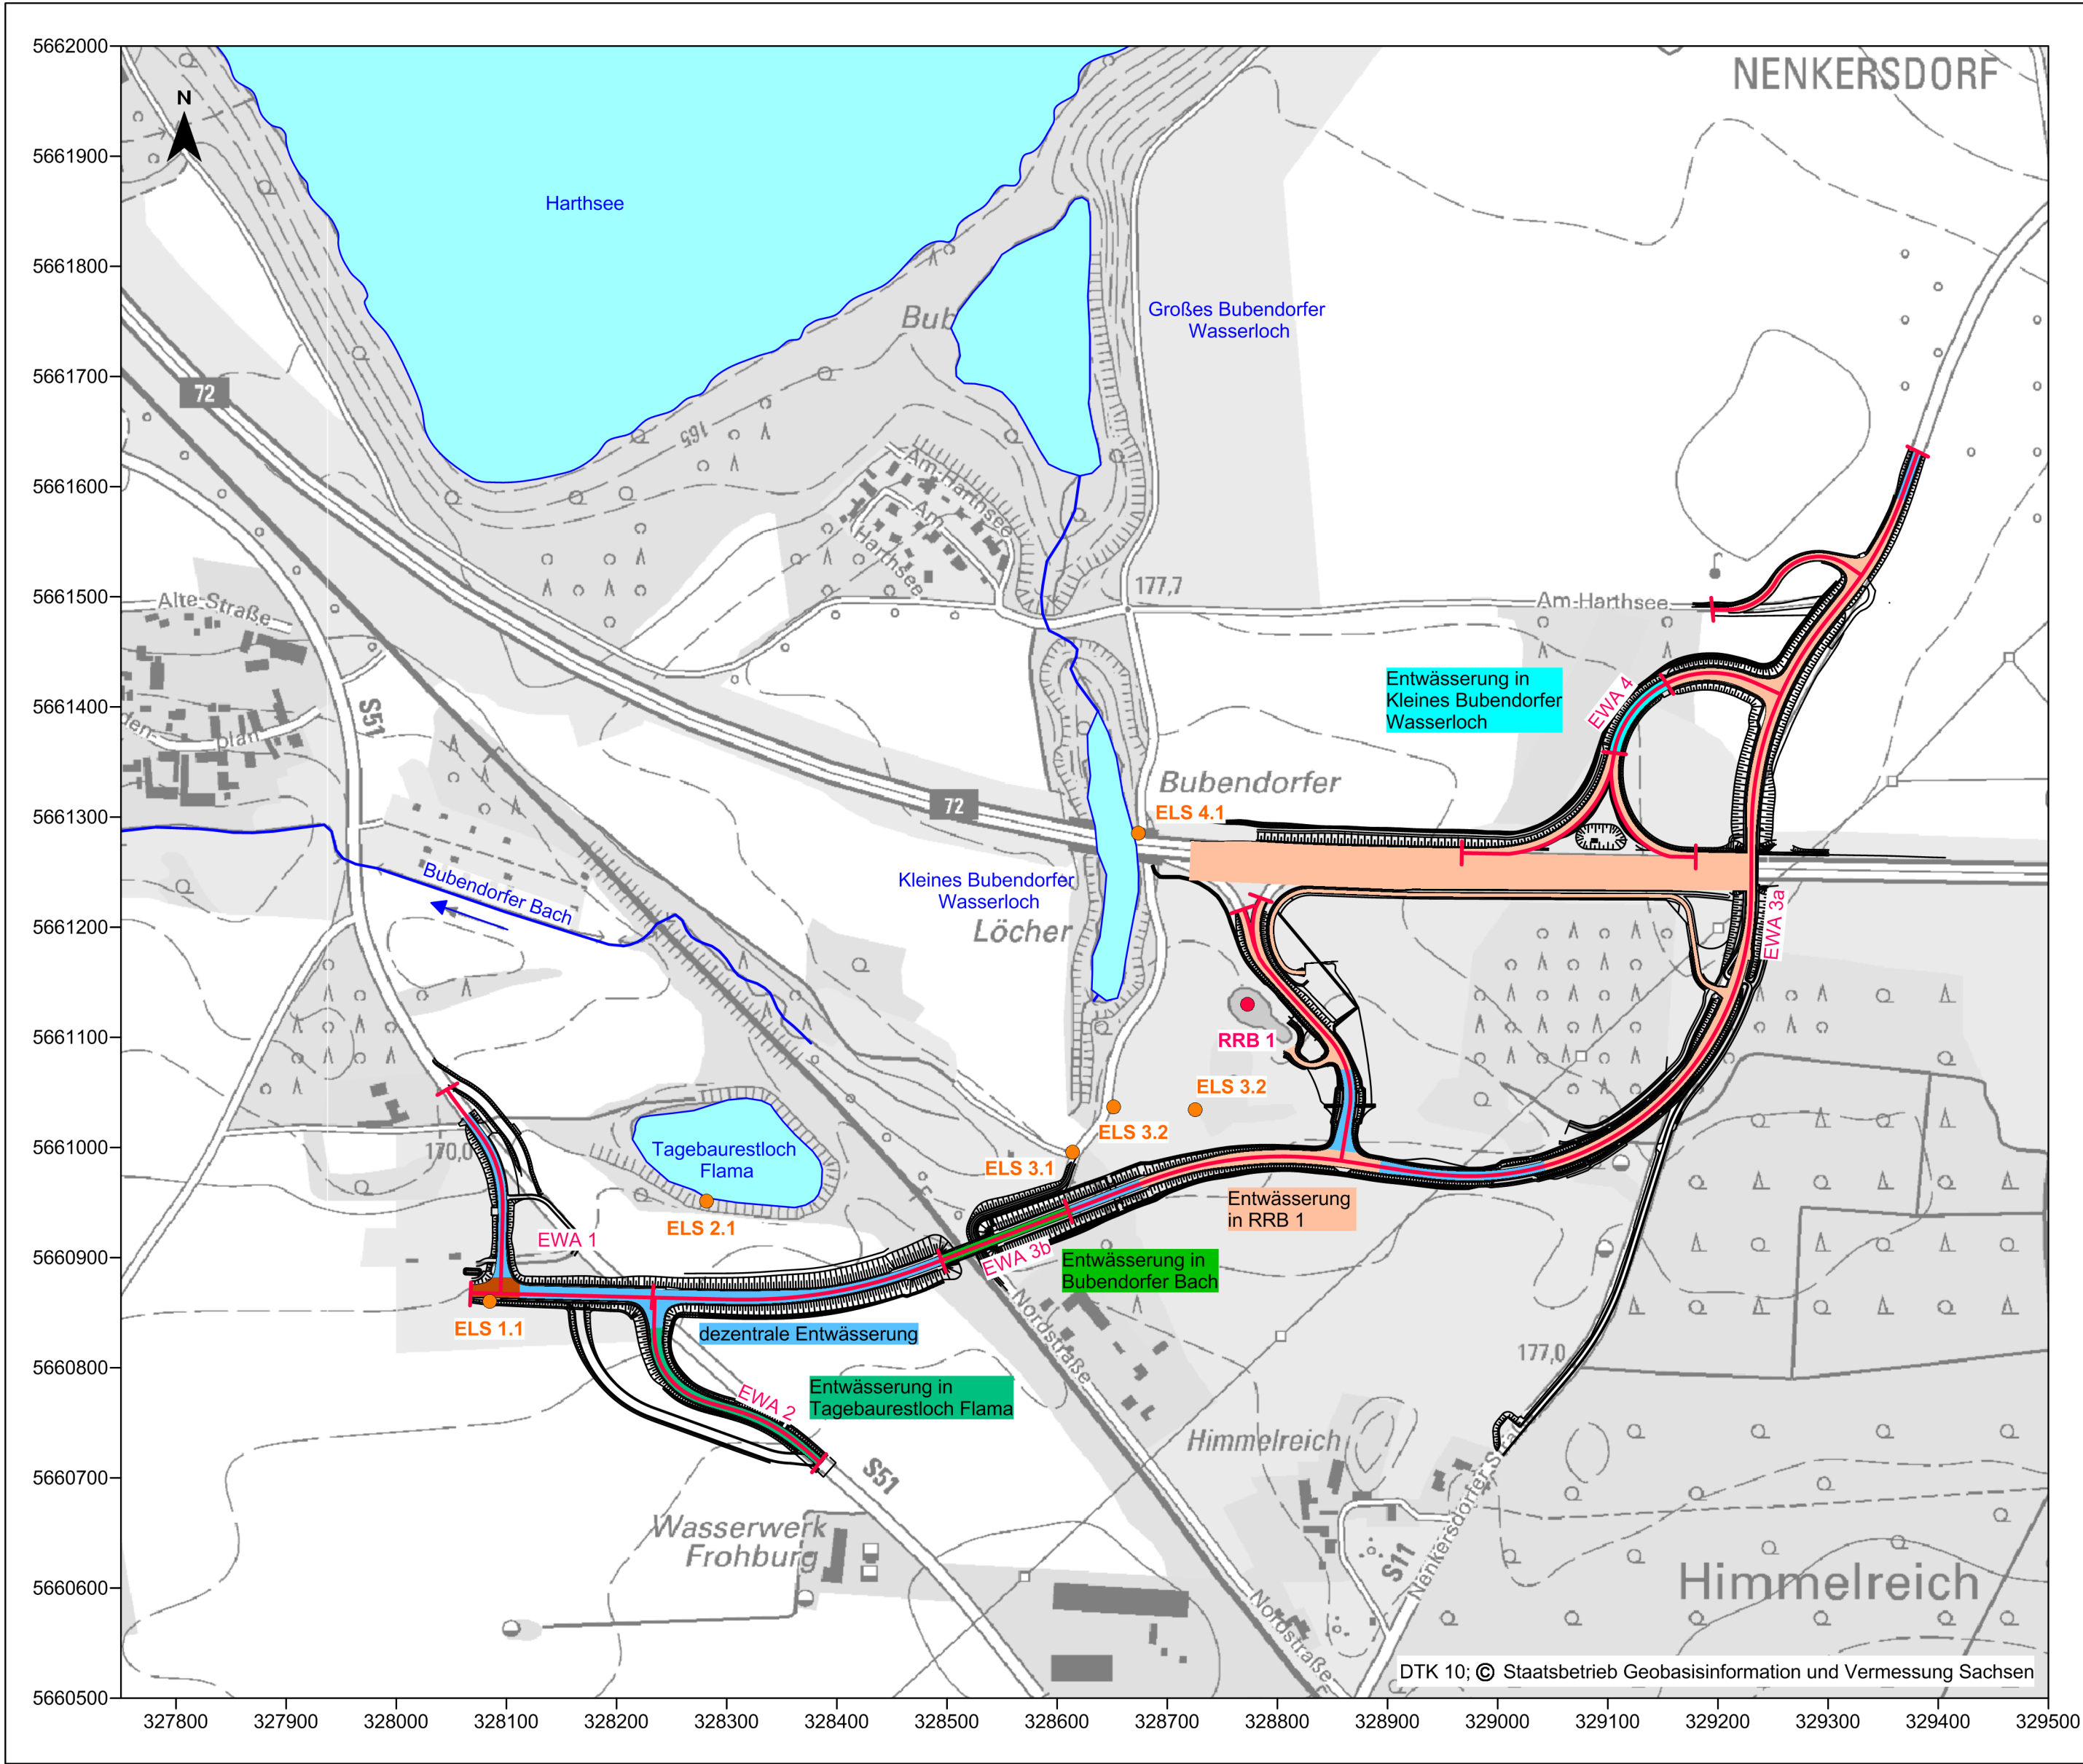 5662000
5661900
5661800
5661700
5661600
5661500
5661400
5661300
5661200
5661100
5661000
5660900
5660800
5660700
5660600
5660500
N
NENKERSDORF
Harthsee
Bub
Großes Bubendorfer
Wasserloch
72
165
Am-Harthsee
Am
Harthsee
177,7
Am-Harthsee
Alte-Straße
S51
den-
plan
Entwässerung in
Kleines Bubendorfer
Wasserloch
EWA 4
Bubendorfer
ELS 4.1
72
Bubendorfer Bach
Kleines Bubendorfer
Wasserloch
Löcher
EWA 3a
RRB 1
ELS 3.2
ELS 3.2
170,0
Tagebaurestloch
Flama
ELS 3.1
ELS 2.1
Entwässerung
in RRB 1
EWA 1
EWA 3b
Entwässerung in
Bubendorfer Bach
ELS 1.1
dezentrale Entwässerung
Nordstraße
177,0
EWA 2
Entwässerung in
Tagebaurestloch Flama
Himmelreich
S51
Wasserwerk
Frohburg
S11
Nenkersdorfer Straß
Himmelreich
Nordstraße
DTK 10; © Staatsbetrieb Geobasisinformation und Vermessung Sachsen
327800 327900 328000 328100 328200 328300 328400 328500 328600 328700 328800 328900 329000 329100 329200 329300 329400 329500